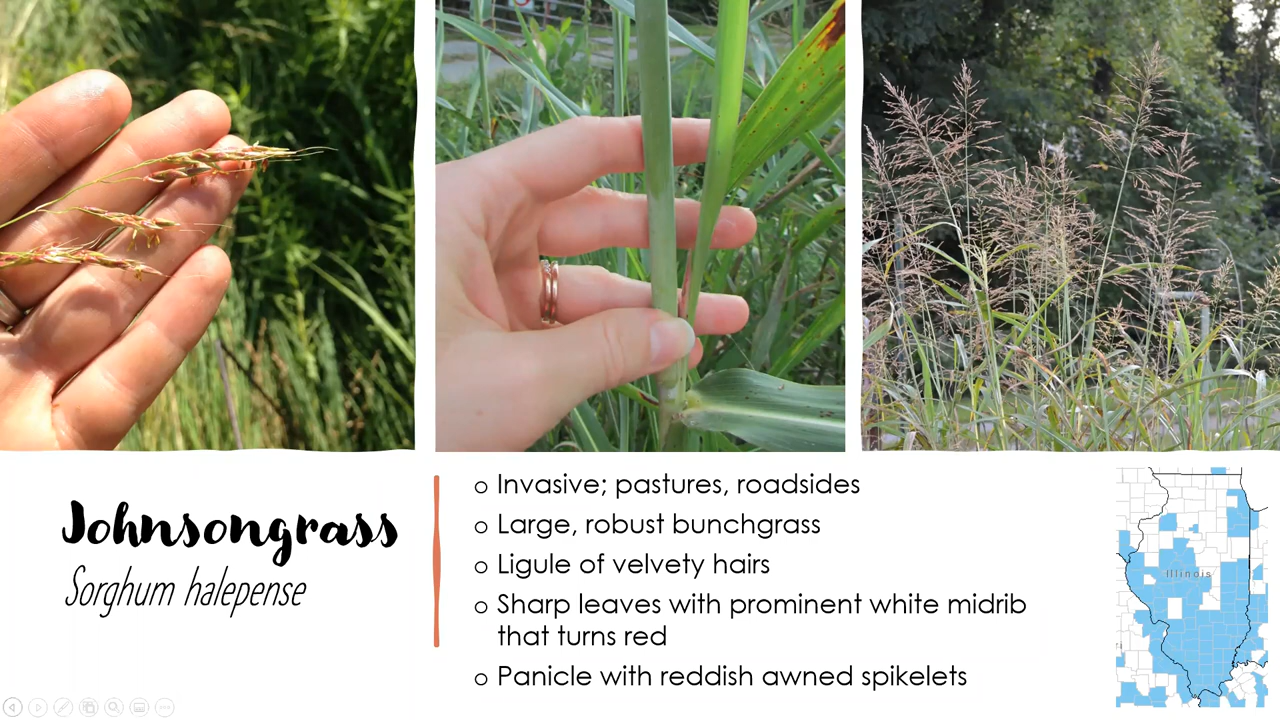 Johnsongrass
Sorghum halepense
o Invasive; pastures, roadsides
o Large, robust bunchgrass
o Ligule of velvety hairs
o Sharp leaves with prominent white midrib
that turns red
o Panicle with reddish awned spikelets
Illinois